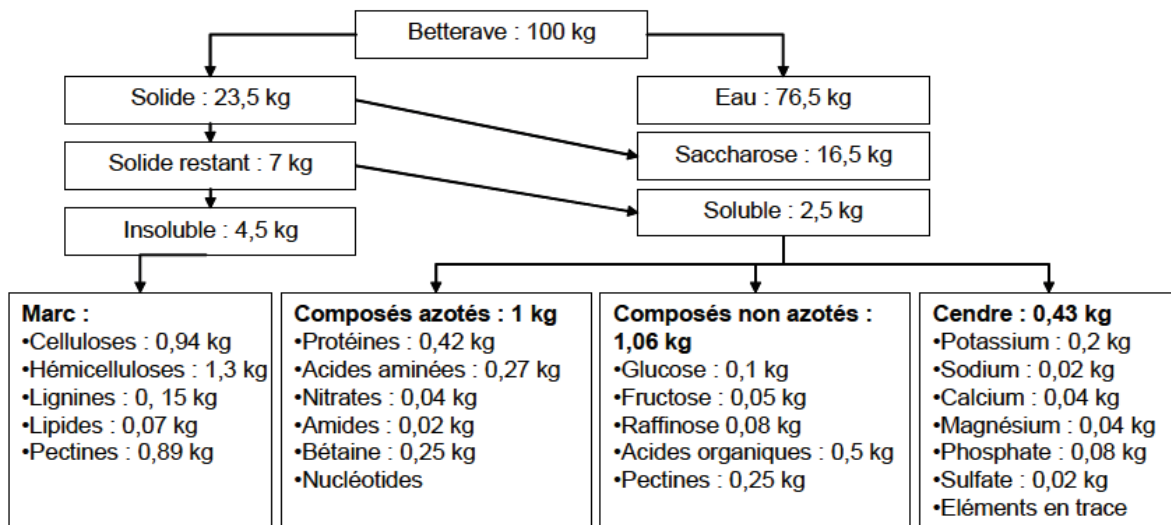 Betterave : 100 kg
Solide : 23,5 kg
Eau : 76,5 kg
Saccharose : 16,5 kg
Solide restant : 7 kg
Soluble : 2,5 kg
Insoluble : 4,5 kg
Marc :
•Celluloses : 0,94 kg
•Hémicelluloses : 1,3 kg
•Lignines : 0, 15 kg
•Lipides : 0,07 kg
•Pectines : 0,89 kg
Composés azotés : 1 kg
•Protéines : 0,42 kg
•Acides aminées : 0,27 kg
•Nitrates : 0,04 kg
•Amides : 0,02 kg
•Bétaine : 0,25 kg
•Nucléotides
Composés non azotés :
1,06 kg
•Glucose : 0,1 kg
•Fructose : 0,05 kg
•Raffinose 0,08 kg
•Acides organiques : 0,5 kg
•Pectines : 0,25 kg
Cendre : 0,43 kg
•Potassium : 0,2 kg
•Sodium : 0,02 kg
•Calcium : 0,04 kg
•Magnésium : 0,04 kg
•Phosphate : 0,08 kg
•Sulfate : 0,02 kg
•Eléments en trace